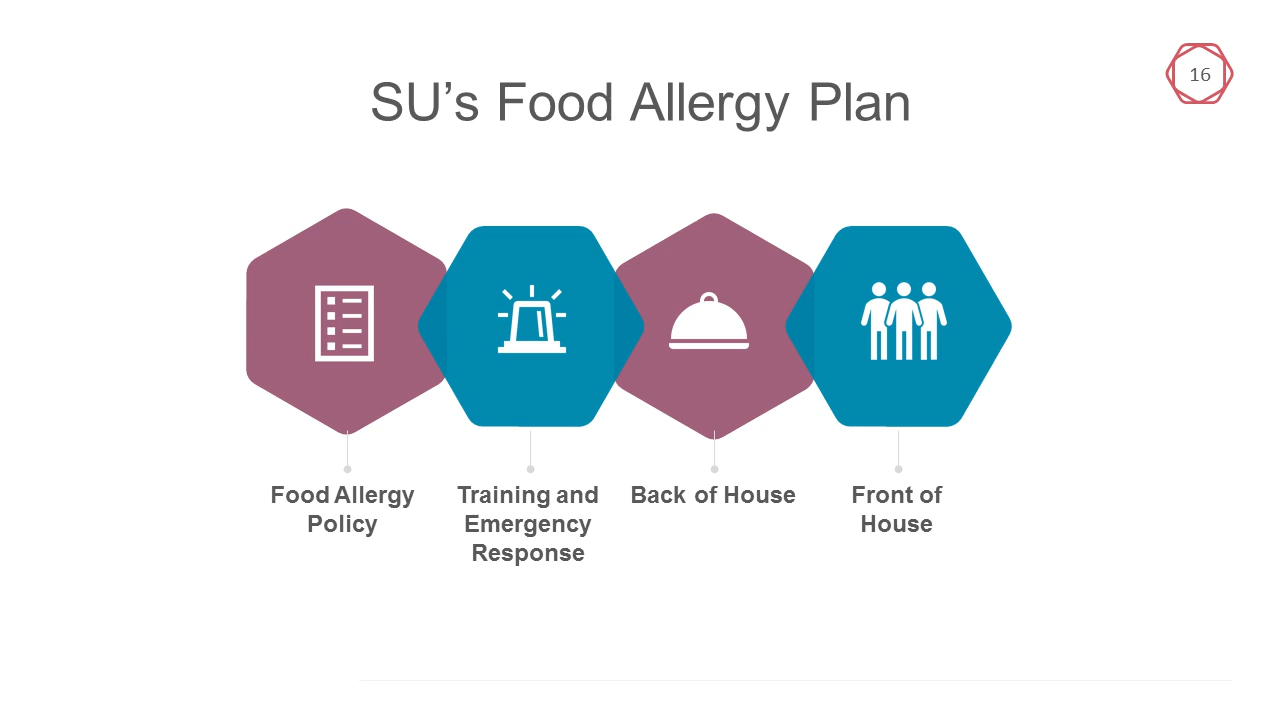 16
SU’s Food Allergy Plan
Food Allergy
Policy
Training and
Emergency
Response
Back of House
Front of
House